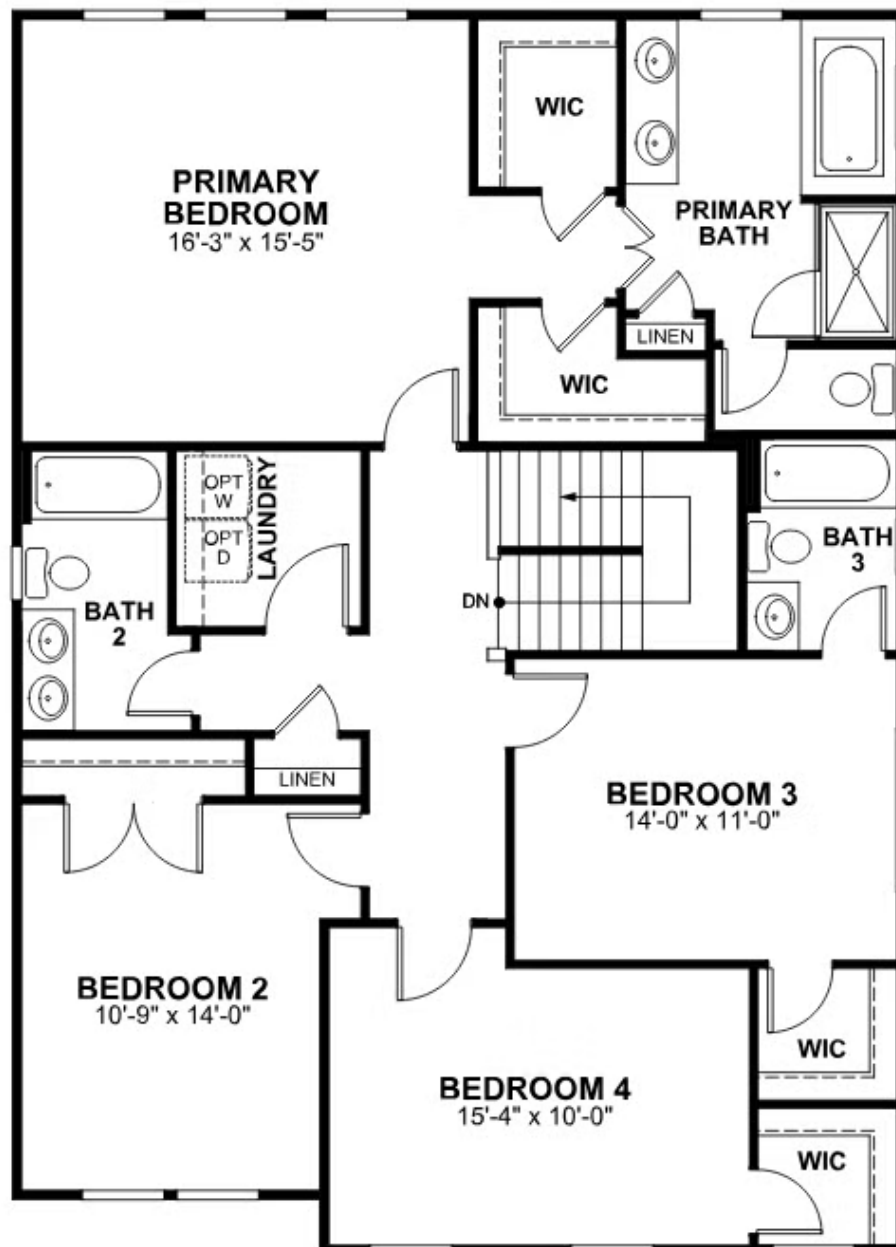 WIC
PRIMARY
BEDROOM
16'-3" x 15'-5"
PRIMARY
BATH
LINEN
WIC
OPT
W
OPT
D
LAUNDRY
BATH
3
DN
BATH
2
LINEN
BEDROOM 3
14'-0" x 11'-0"
BEDROOM 2
10'-9" x 14'-0"
WIC
BEDROOM 4
15'-4" x 10'-0"
WIC